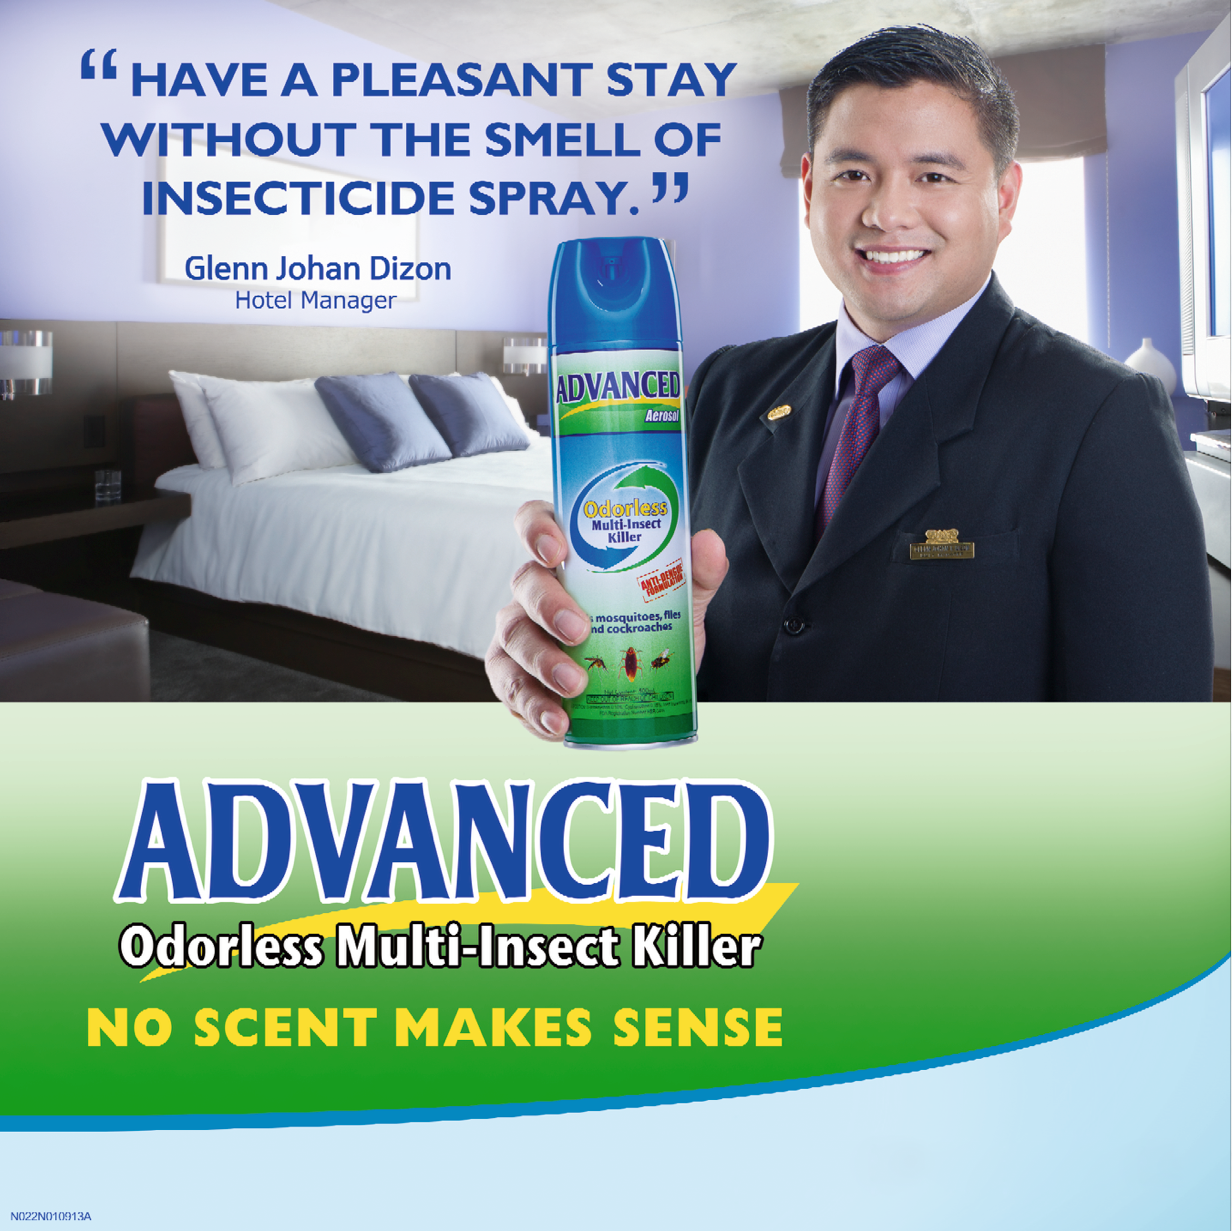 “ HAVE A PLEASANT STAY
WITHOUT THE SMELL OF
INSECTICIDE SPRAY. ”
Glenn Johan Dizon
Hotel Manager
ADVANCED
Aerosol
Odorless
Multi-Insect
Killer
ANTI-DENGUE
FORMULATION
mosquitoes, flies
cockroaches
ADVANCED
Odorless Multi-Insect Killer
NO SCENT MAKES SENSE
N022N010913A